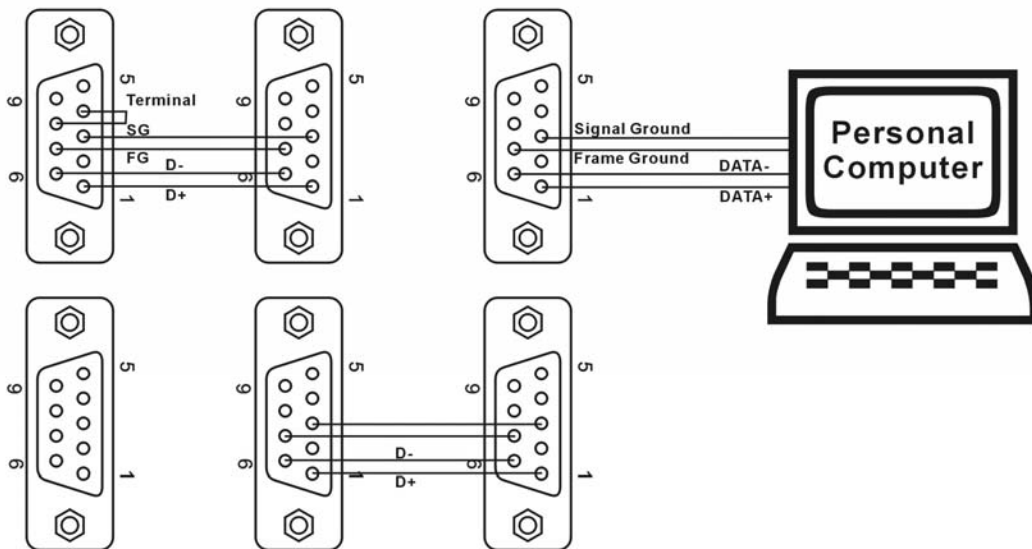 5
9
Terminal
SG
FG
D-
6
D+
1
5
9
6
1
5
9
Signal Ground
Frame Ground
DATA-
6
DATA+
1
Personal
Computer
5
9
6
1
5
9
D-
6
D+
1
5
9
6
1